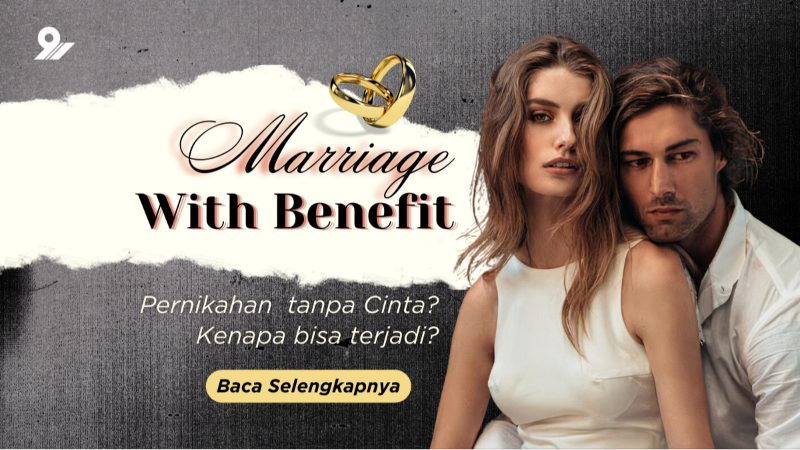 Marriage
With Benefit
Pernikahan tanpa Cinta?
Kenapa bisa terjadi?
Baca Selengkapnya